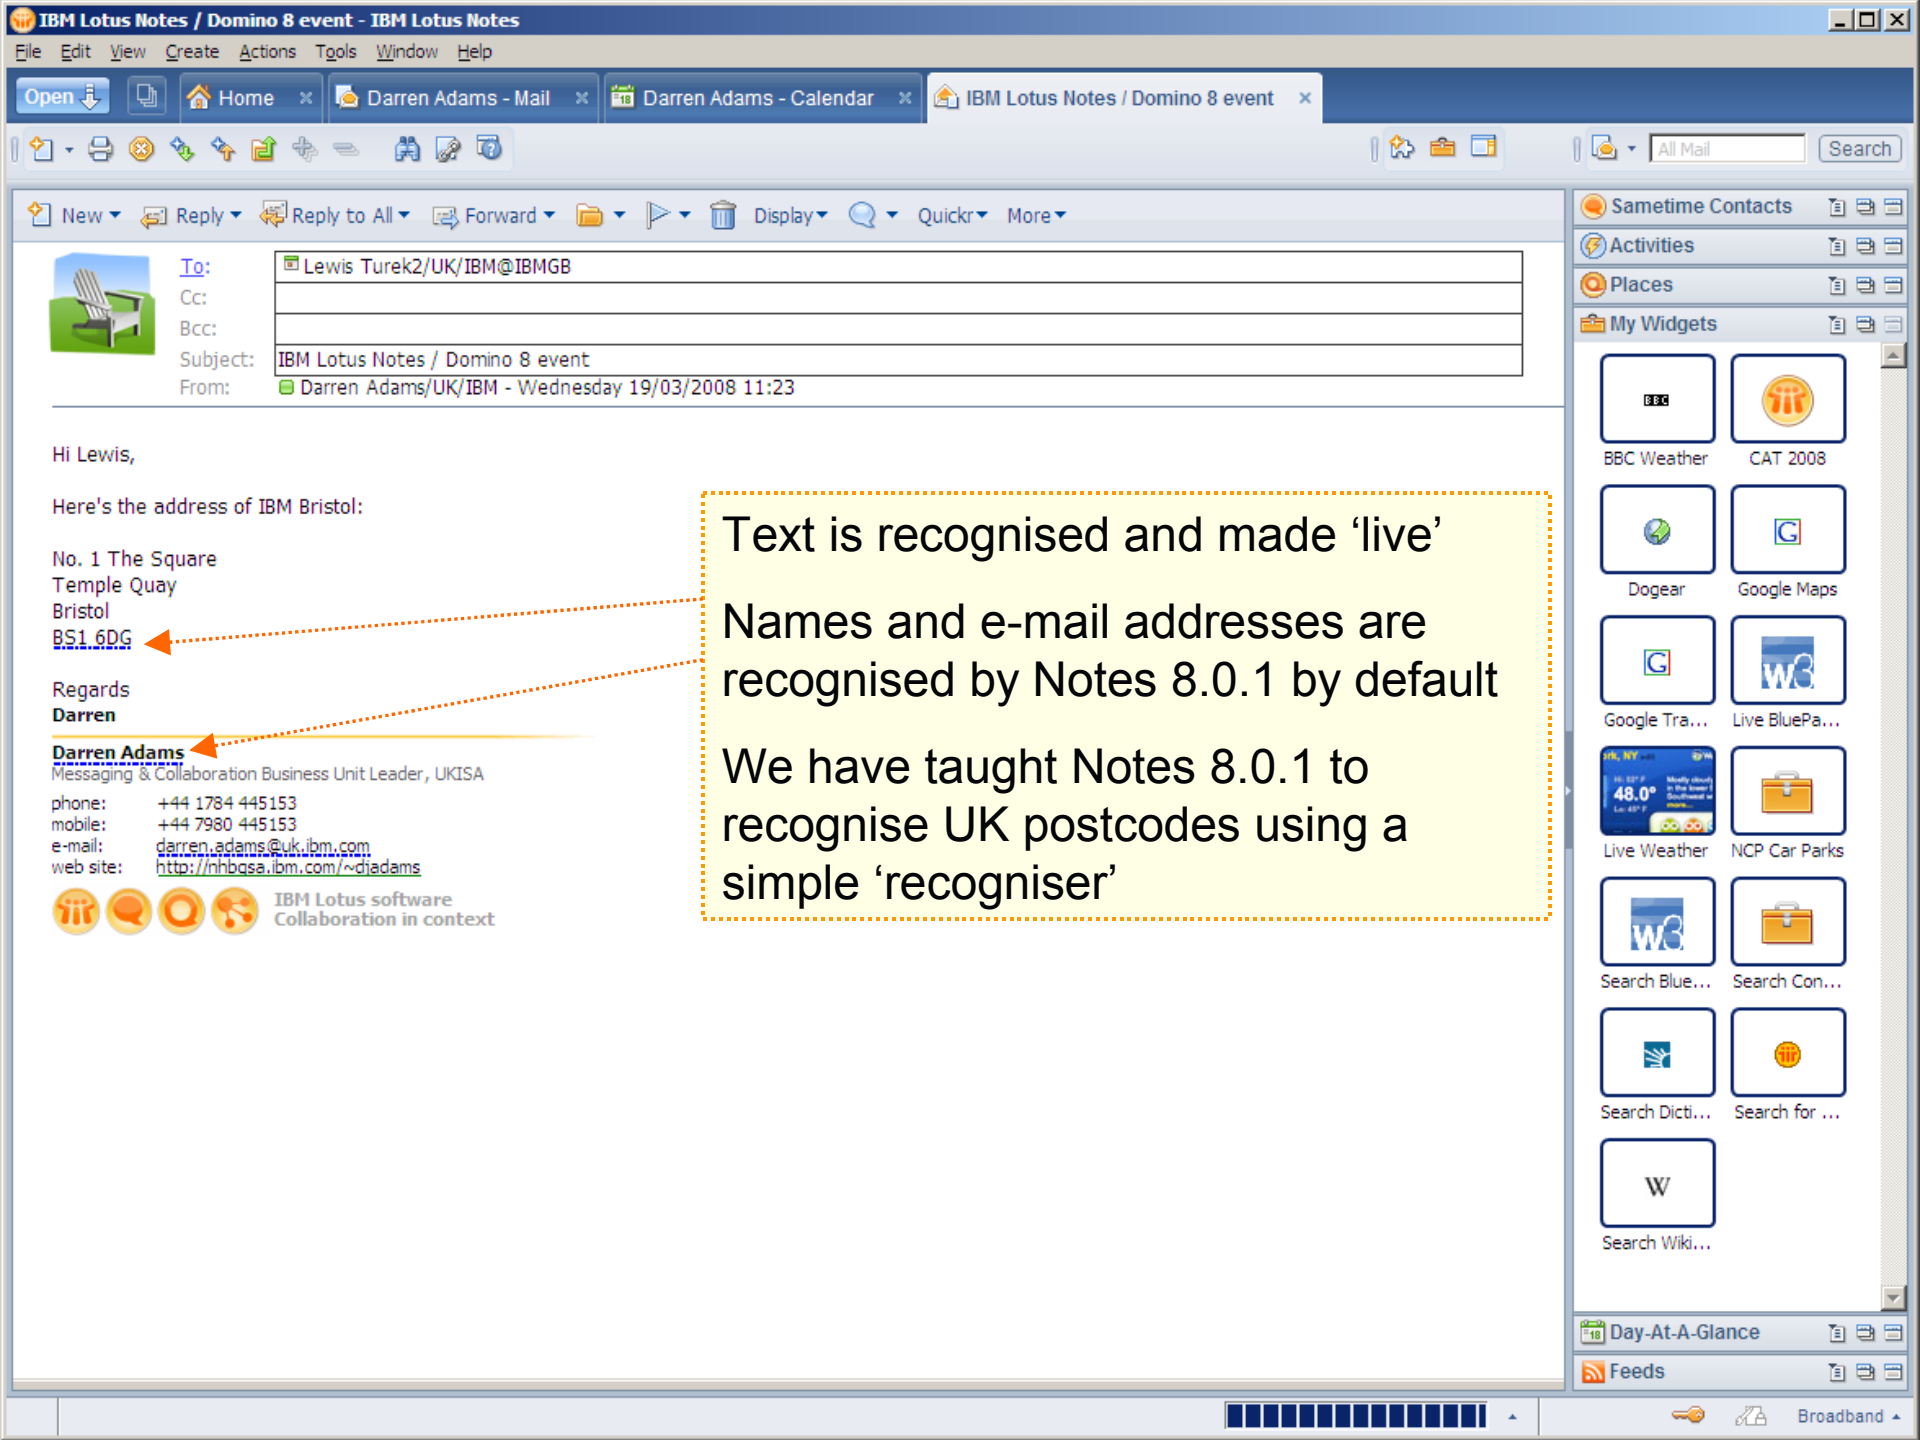 IBM Lotus Notes / Domino 8 event - IBM Lotus Notes
File Edit View Create Actions Tools Window Help
Open Home Darren Adams - Mail Darren Adams - Calendar IBM Lotus Notes / Domino 8 event
All Mail Search
New Reply Reply to All Forward Display Quickr More
To: Lewis Turek2/UK/IBM@IBMGB
Cc:
Bcc:
Subject: IBM Lotus Notes / Domino 8 event
From: Darren Adams/UK/IBM - Wednesday 19/03/2008 11:23
Hi Lewis,
Here's the address of IBM Bristol:
No. 1 The Square
Temple Quay
Bristol
BS1 6DG
Regards
Darren
Darren Adams
Messaging & Collaboration Business Unit Leader, UKISA
phone: +44 1784 445153
mobile: +44 7980 445153
e-mail: darren.adams@uk.ibm.com
web site: http://nhbgsa.ibm.com/~djadams
IBM Lotus software
Collaboration in context
Text is recognised and made ‘live’
Names and e-mail addresses are
recognised by Notes 8.0.1 by default
We have taught Notes 8.0.1 to
recognise UK postcodes using a
simple ‘recogniser’
Sametime Contacts
Activities
Places
My Widgets
BBC
BBC Weather CAT 2008
G
Dogear Google Maps
G w3
Google Tra... Live BluePa...
48.0°
Live Weather NCP Car Parks
w3
Search Blue... Search Con...
Search Dicti... Search for ...
W
Search Wiki...
18 Day-At-A-Glance
Feeds
Broadband